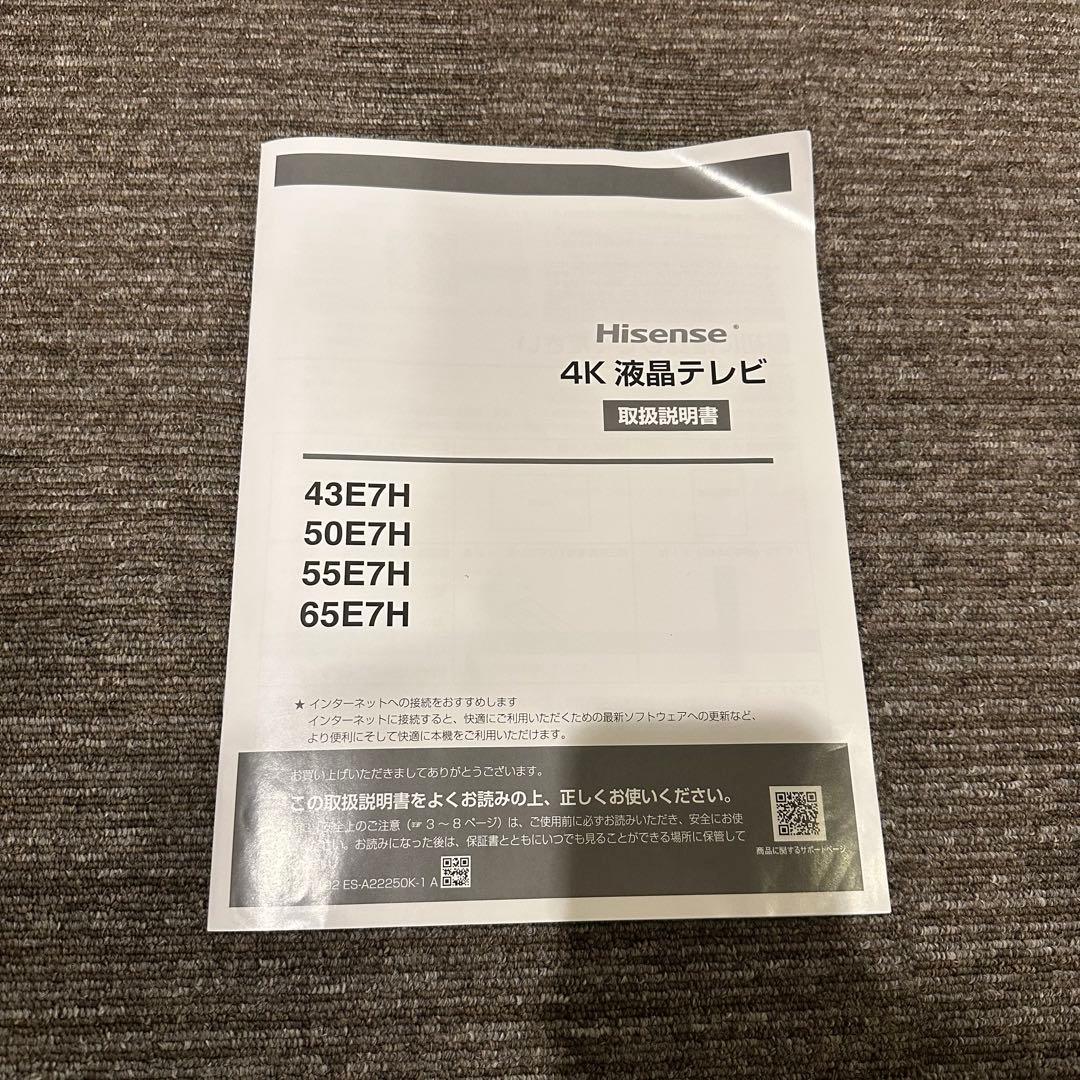 Hisense®
4K 液晶テレビ
取扱説明書
43E7H
50E7H
55E7H
65E7H
★ インターネットへの接続をおすすめします
インターネットに接続すると、快適にご利用いただくための最新ソフトウェアへの更新など、
より便利にそして快適に本機をご利用いただけます。
お買い上げいただきましてありがとうございます。
この取扱説明書をよくお読みの上、正しくお使いください。
上のご注意（☞ 3 ～ 8 ページ）は、ご使用前に必ずお読みいただき、安全にお使
い。お読みになった後は、保証書とともにいつでも見ることができる場所に保管して
商品に関するサポートページ
ES-A22250K-1 A